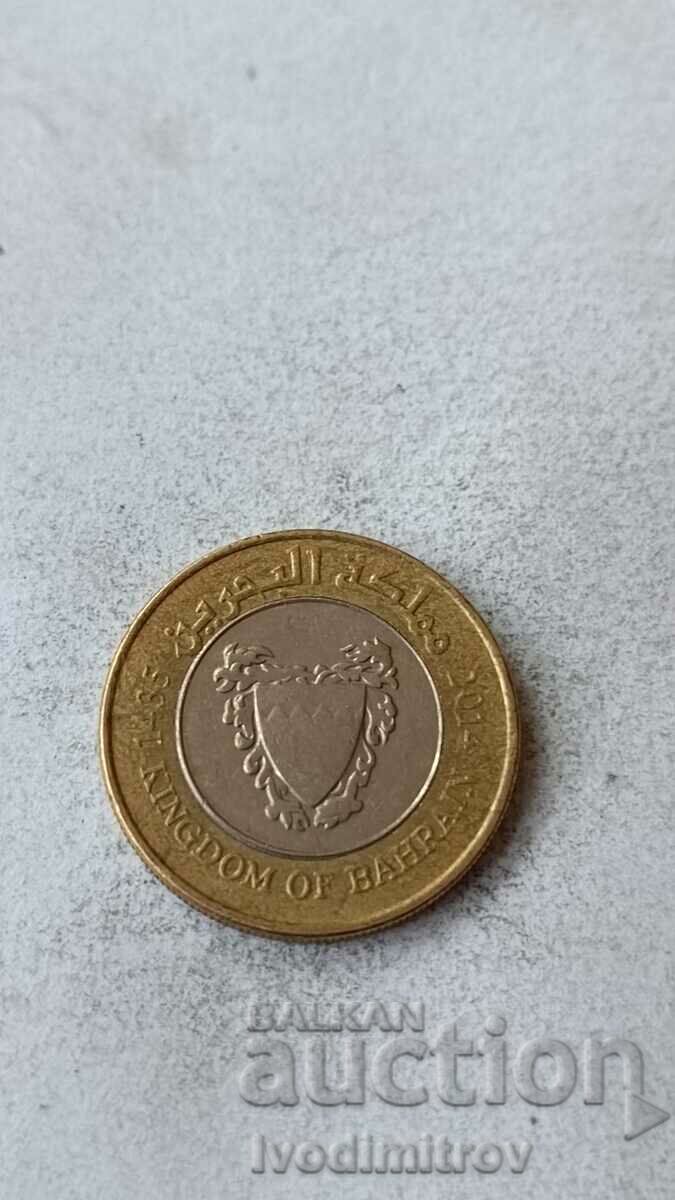 مملكة البحرين
1435
2014
KINGDOM OF BAHRAIN
BALKAN
auction
Ivodimitrov